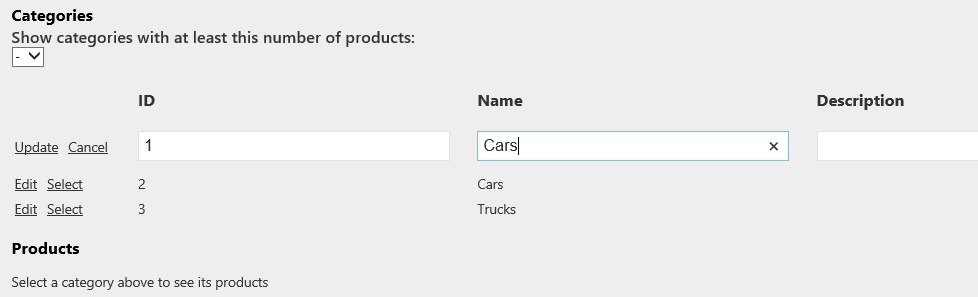 Categories
Show categories with at least this number of products:
-
ID Name Description
Update Cancel 1 Cars ×
Edit Select 2 Cars
Edit Select 3 Trucks
Products
Select a category above to see its products